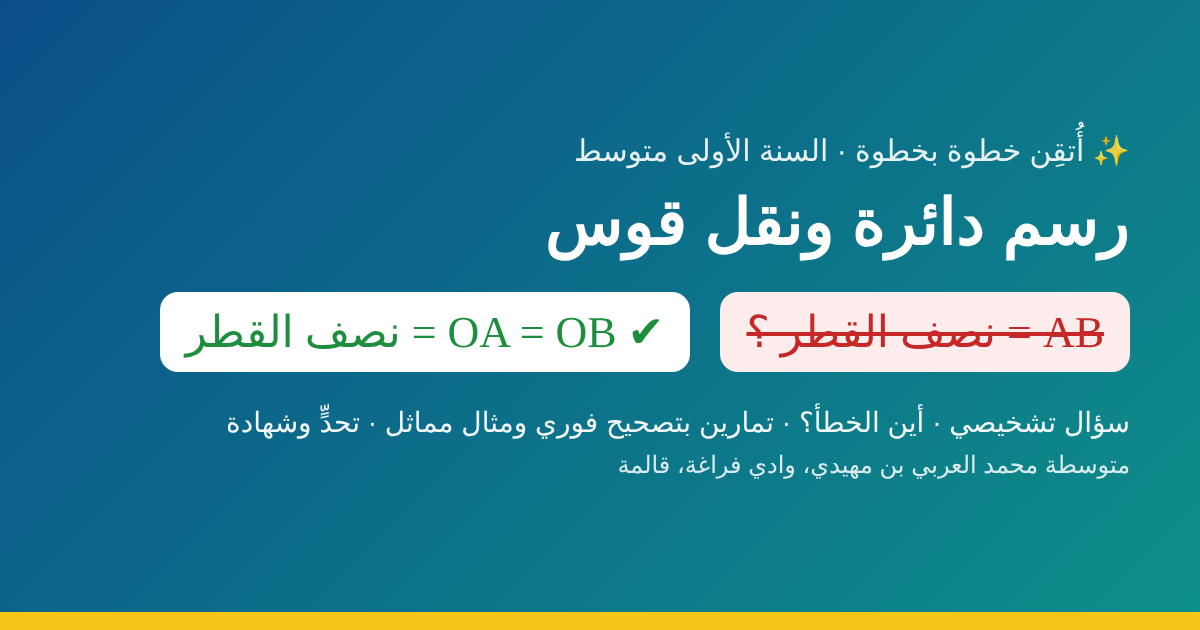 ✨ أُتقِن خطوة بخطوة · السنة الأولى متوسط
رسم دائرة ونقل قوس
AB = نصف القطر ؟
✔ OA = OB = نصف القطر
سؤال تشخيصي · أين الخطأ؟ · تمارين بتصحيح فوري ومثال مماثل · تحدٍّ وشهادة
متوسطة محمد العربي بن مهيدي، وادي فراغة، قالمة